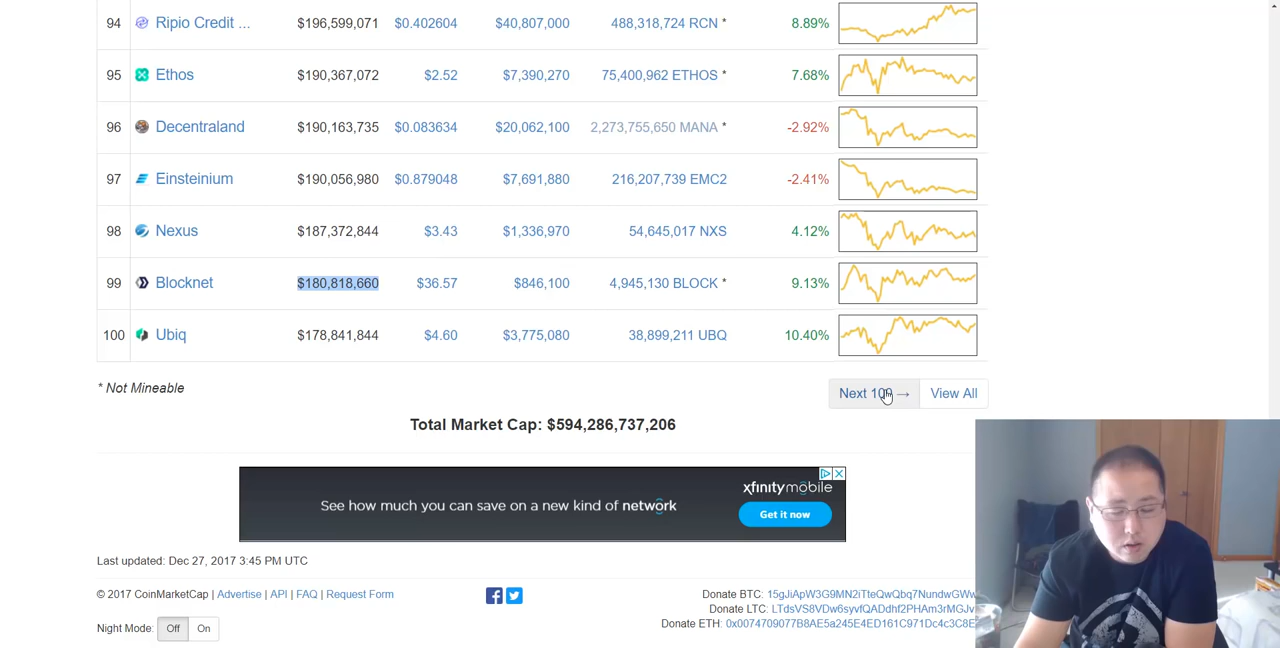 94 Ripio Credit ... $196,599,071 $0.402604 $40,807,000 488,318,724 RCN * 8.89%
95 Ethos $190,367,072 $2.52 $7,390,270 75,400,962 ETHOS * 7.68%
96 Decentraland $190,163,735 $0.083634 $20,062,100 2,273,755,650 MANA * -2.92%
97 Einsteinium $190,056,980 $0.879048 $7,691,880 216,207,739 EMC2 -2.41%
98 Nexus $187,372,844 $3.43 $1,336,970 54,645,017 NXS 4.12%
99 Blocknet $180,818,660 $36.57 $846,100 4,945,130 BLOCK * 9.13%
100 Ubiq $178,841,844 $4.60 $3,775,080 38,899,211 UBQ 10.40%
* Not Mineable
Next 100 → View All
Total Market Cap: $594,286,737,206
See how much you can save on a new kind of network
xfinity mobile
Get it now
Last updated: Dec 27, 2017 3:45 PM UTC
© 2017 CoinMarketCap | Advertise | API | FAQ | Request Form
Donate BTC: 15gJiApW3G9MN2iTteQwQbq7NundwGWw
Donate LTC: LTdsVS8VDw6syvfQADdhf2PHAm3rMGJv
Donate ETH: 0x0074709077B8AE5a245E4ED161C971Dc4c3C8E
Night Mode: Off On